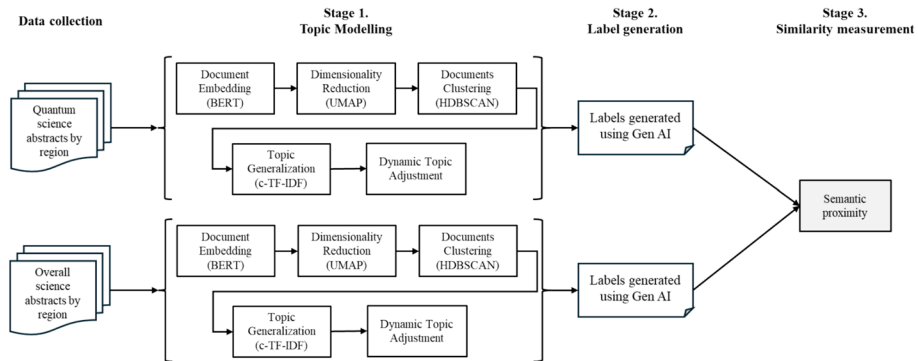 Data collection
Stage 1.
Topic Modelling
Stage 2.
Label generation
Stage 3.
Similarity measurement
Quantum
science
abstracts by
region
Document
Embedding
(BERT)
Dimensionality
Reduction
(UMAP)
Documents
Clustering
(HDBSCAN)
Topic
Generalization
(c-TF-IDF)
Dynamic Topic
Adjustment
Labels generated
using Gen AI
Semantic
proximity
Overall
science
abstracts by
region
Document
Embedding
(BERT)
Dimensionality
Reduction
(UMAP)
Documents
Clustering
(HDBSCAN)
Topic
Generalization
(c-TF-IDF)
Dynamic Topic
Adjustment
Labels generated
using Gen AI